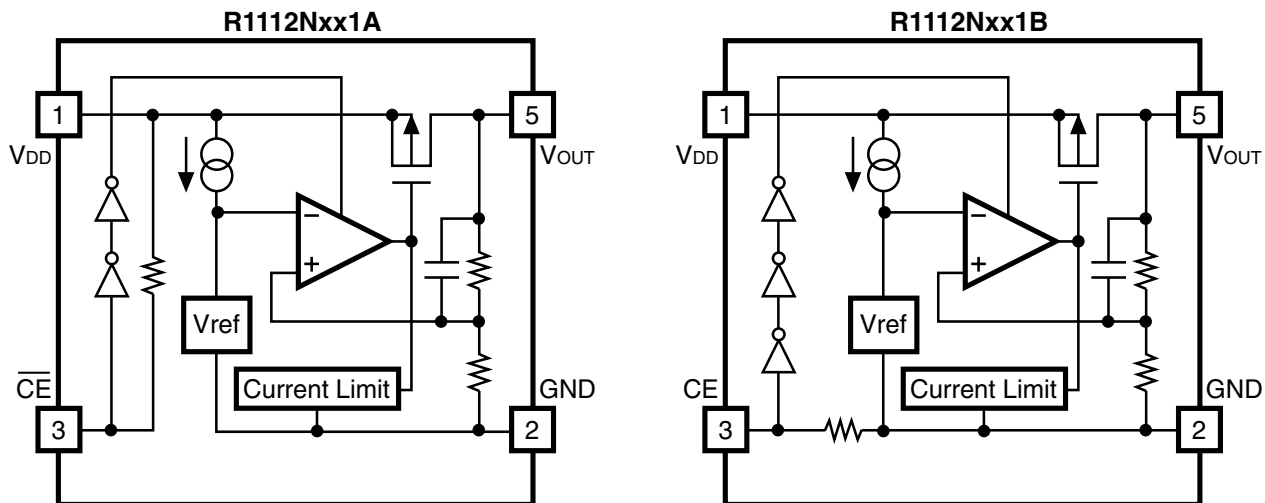 R1112Nxx1A
1
VDD
5
VOUT
−
+
Vref
Current Limit
C̅E̅
3
GND
2
R1112Nxx1B
1
VDD
5
VOUT
−
+
Vref
Current Limit
CE
3
GND
2